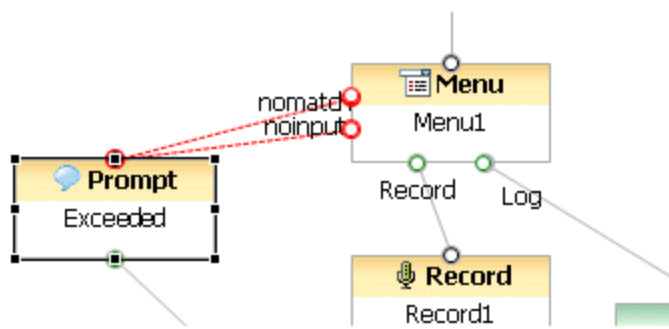 Menu
nomatch
noinput
Menu1
Prompt
Exceeded
Record
Log
Record
Record1